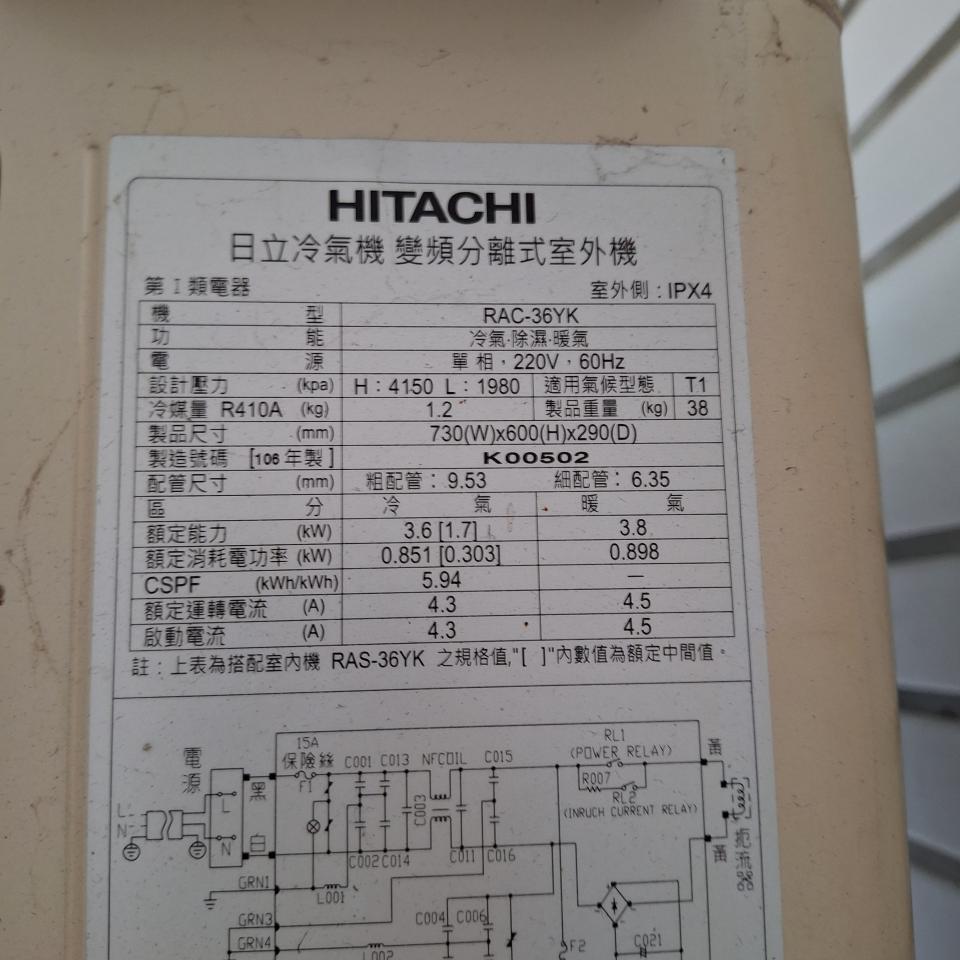 HITACHI
日立冷氣機 變頻分離式室外機
第 I 類電器 室外側：IPX4
機型 RAC-36YK
功能 冷氣·除濕·暖氣
電源 單相，220V，60Hz
設計壓力 (kpa) H：4150 L：1980 適用氣候型態 T1
冷媒量 R410A (kg) 1.2 製品重量 (kg) 38
製品尺寸 (mm) 730(W)x600(H)x290(D)
製造號碼 [106年製] K00502
配管尺寸 (mm) 粗配管：9.53 細配管：6.35
區分 冷氣 暖氣
額定能力 (kW) 3.6 [1.7] 3.8
額定消耗電功率 (kW) 0.851 [0.303] 0.898
CSPF (kWh/kWh) 5.94 —
額定運轉電流 (A) 4.3 4.5
啟動電流 (A) 4.3 4.5
註：上表為搭配室內機 RAS-36YK 之規格值,"[ ]"內數值為額定中間值。
電源
L
N
L
N
黑
白
15A
保險絲
F1
C001 C013 NFCOIL C015
C003
C002 C014 C011 C016
RL1
(POWER RELAY)
R007
RL2
(INRUCH CURRENT RELAY)
黃
黃
GRN1
L001
GRN3
C004 C006
GRN4
L002
F2
C021